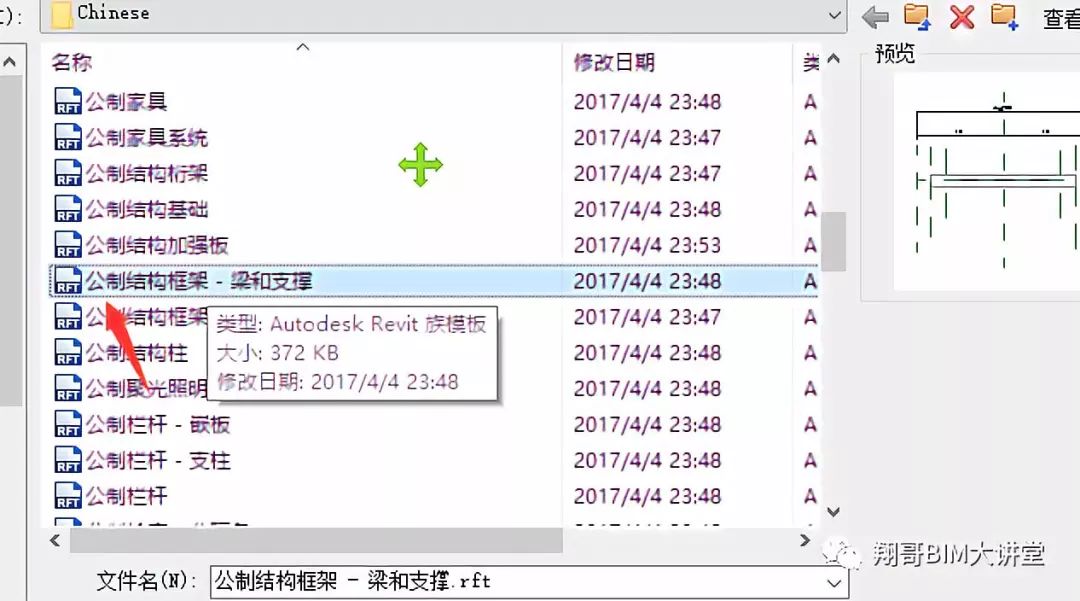 Chinese
查看
预览
名称 修改日期 类
公制家具 2017/4/4 23:48 A
公制家具系统 2017/4/4 23:47 A
公制结构桁架 2017/4/4 23:47 A
公制结构基础 2017/4/4 23:48 A
公制结构加强板 2017/4/4 23:53 A
公制结构框架 - 梁和支撑 2017/4/4 23:48 A
公制结构框架 2017/4/4 23:47 A
公制结构柱 2017/4/4 23:48 A
公制聚光照明 2017/4/4 23:48 A
公制栏杆 - 嵌板 2017/4/4 23:48 A
公制栏杆 - 支柱 2017/4/4 23:48 A
公制栏杆 2017/4/4 23:48 A
类型: Autodesk Revit 族模板
大小: 372 KB
修改日期: 2017/4/4 23:48
翔哥BIM大讲堂
文件名(N): 公制结构框架 - 梁和支撑.rft